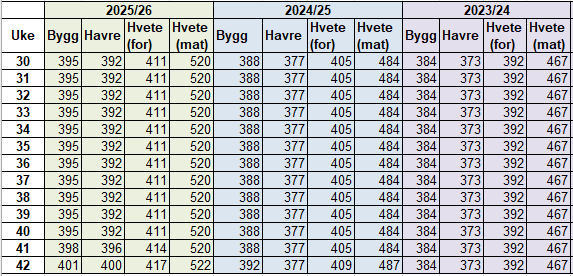 2025/26 2024/25 2023/24
Uke Bygg Havre Hvete (for) Hvete (mat) Bygg Havre Hvete (for) Hvete (mat) Bygg Havre Hvete (for) Hvete (mat)
30 395 392 411 520 388 377 405 484 384 373 392 467
31 395 392 411 520 388 377 405 484 384 373 392 467
32 395 392 411 520 388 377 405 484 384 373 392 467
33 395 392 411 520 388 377 405 484 384 373 392 467
34 395 392 411 520 388 377 405 484 384 373 392 467
35 395 392 411 520 388 377 405 484 384 373 392 467
36 395 392 411 520 388 377 405 484 384 373 392 467
37 395 392 411 520 388 377 405 484 384 373 392 467
38 395 392 411 520 388 377 405 484 384 373 392 467
39 395 392 411 520 388 377 405 484 384 373 392 467
40 395 392 411 520 388 377 405 484 384 373 392 467
41 398 396 414 520 388 377 405 484 384 373 392 467
42 401 400 417 522 392 377 409 487 384 373 392 467